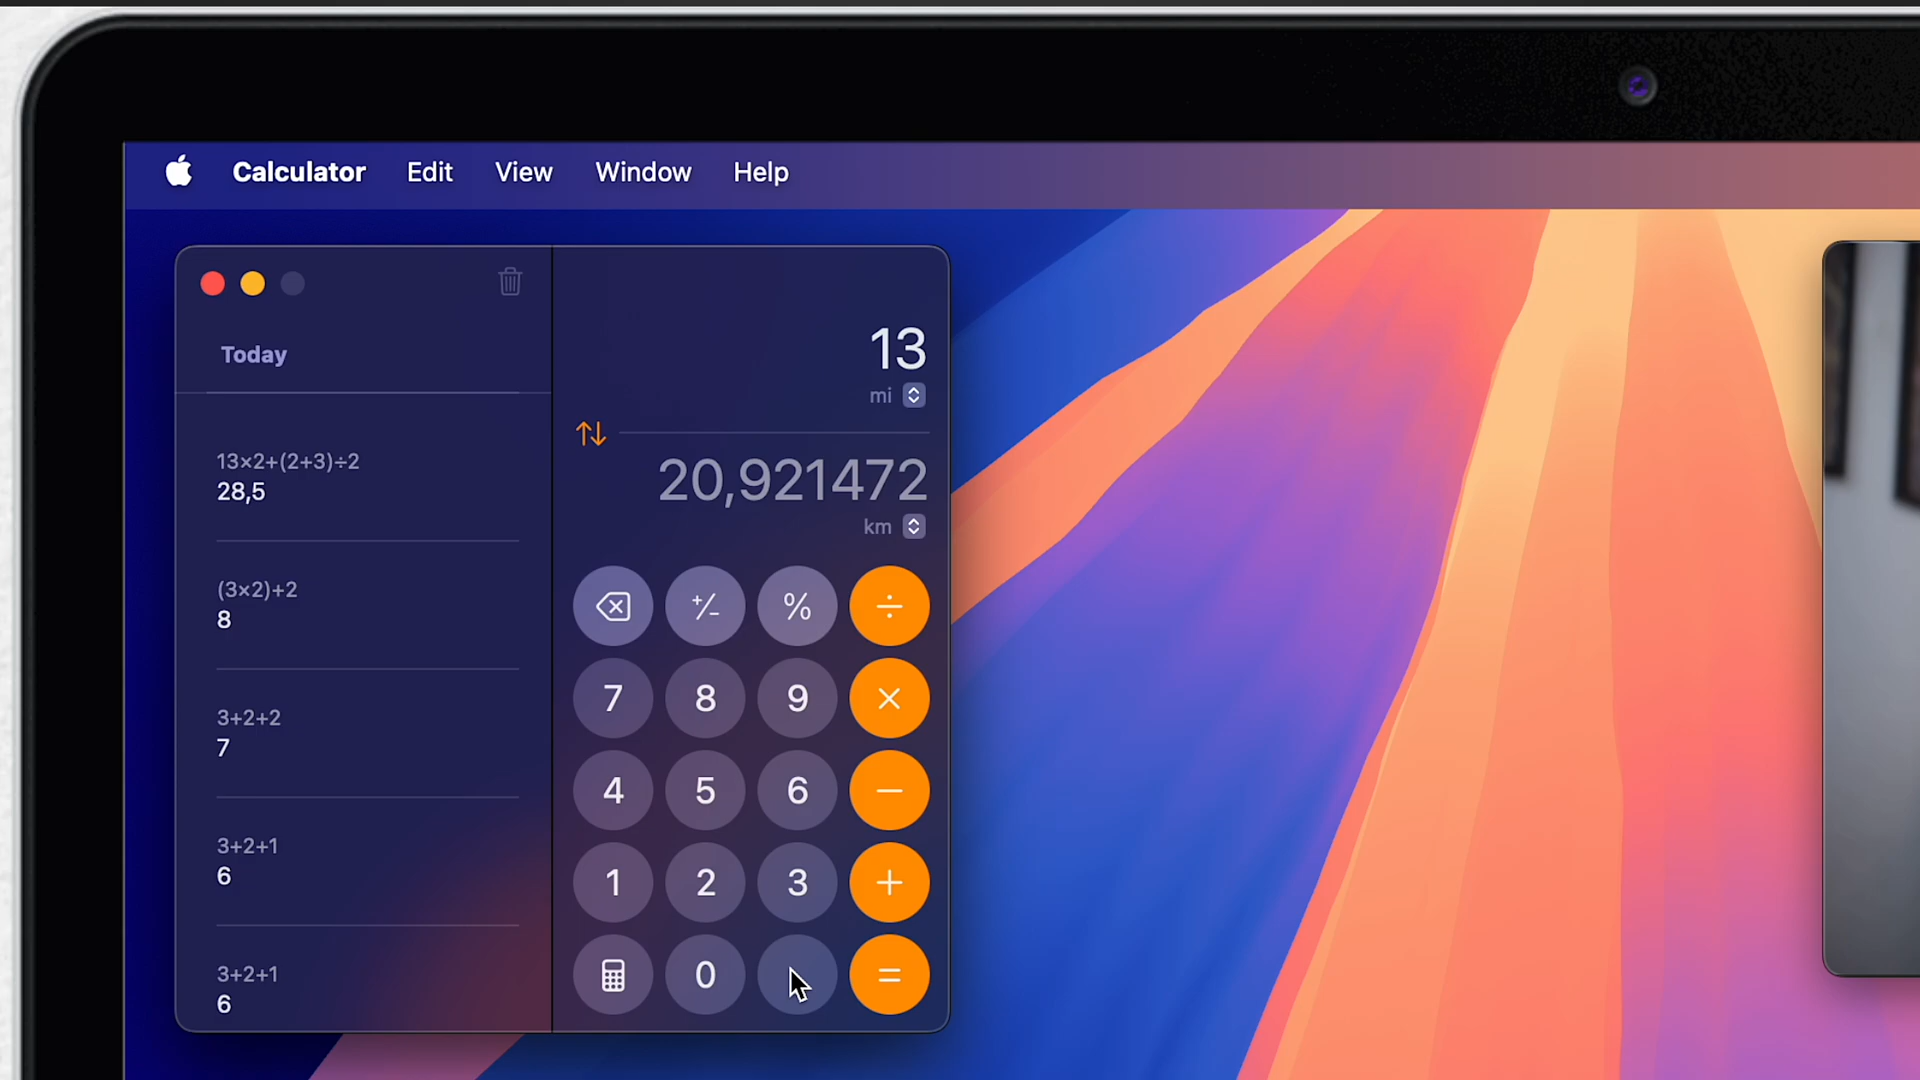 Calculator Edit View Window Help
Today
13×2+(2+3)÷2
28,5
(3×2)+2
8
3+2+2
7
3+2+1
6
3+2+1
6
13
mi
20,921472
km
+/− % ÷
7 8 9 ×
4 5 6 −
1 2 3 +
0 =